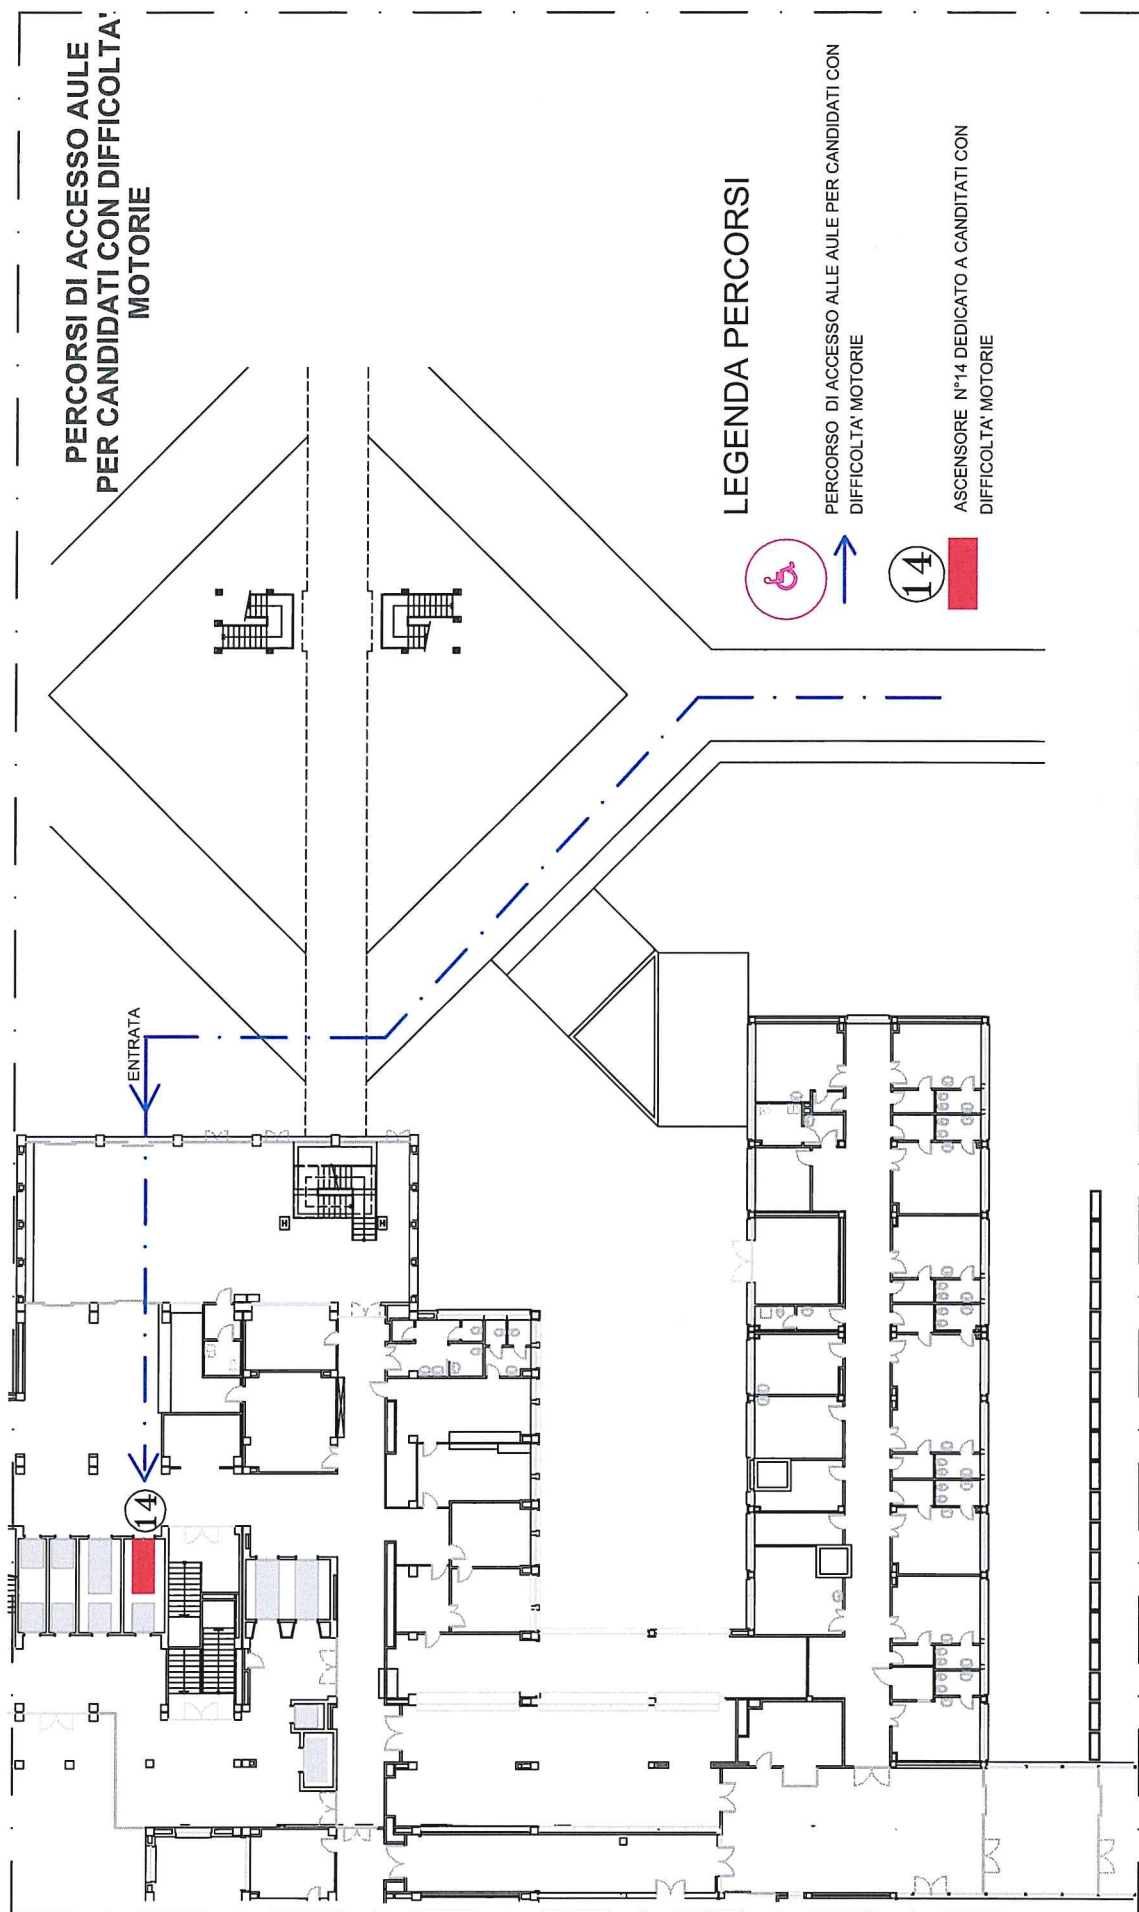 PERCORSI DI ACCESSO AULE
PER CANDIDATI CON DIFFICOLTA'
MOTORIE
ENTRATA
14
H
H
LEGENDA PERCORSI
PERCORSO DI ACCESSO ALLE AULE PER CANDIDATI CON
DIFFICOLTA' MOTORIE
14
ASCENSORE N°14 DEDICATO A CANDITATI CON
DIFFICOLTA' MOTORIE